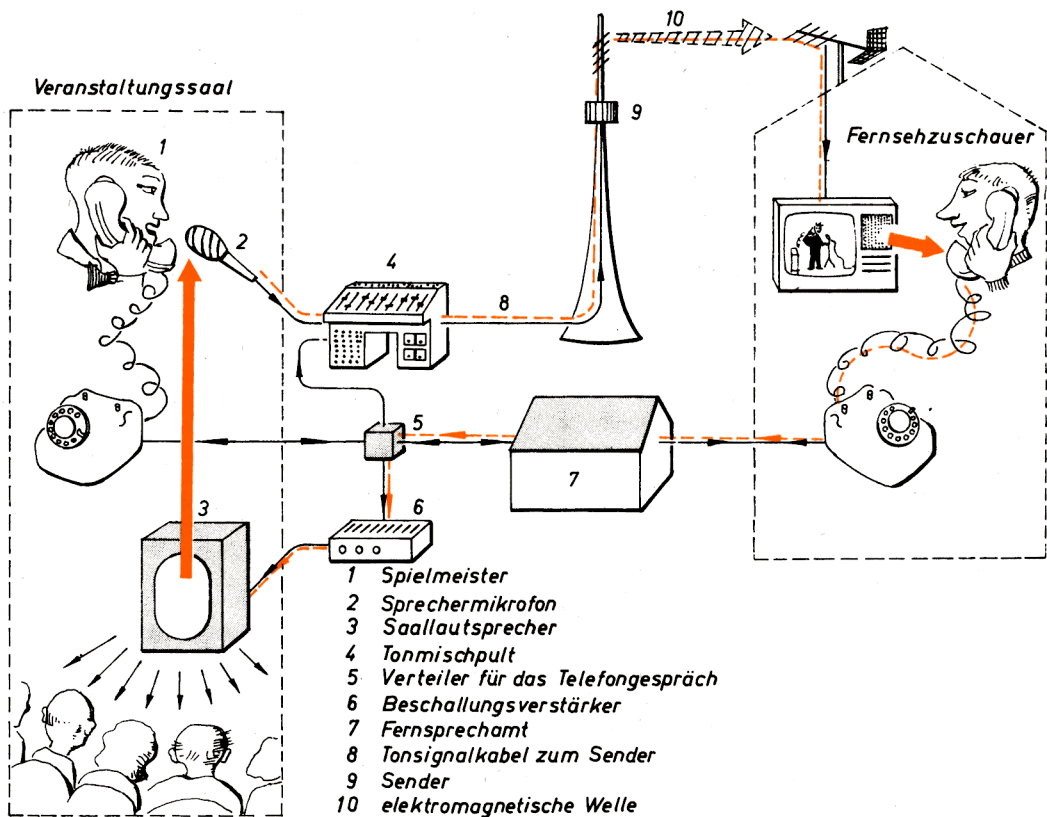 10
Veranstaltungssaal
9
Fernsehzuschauer
1
2
4
8
5
7
3
6
1 Spielmeister
2 Sprechermikrofon
3 Saallautsprecher
4 Tonmischpult
5 Verteiler für das Telefongespräch
6 Beschallungsverstärker
7 Fernsprechamt
8 Tonsignalkabel zum Sender
9 Sender
10 elektromagnetische Welle